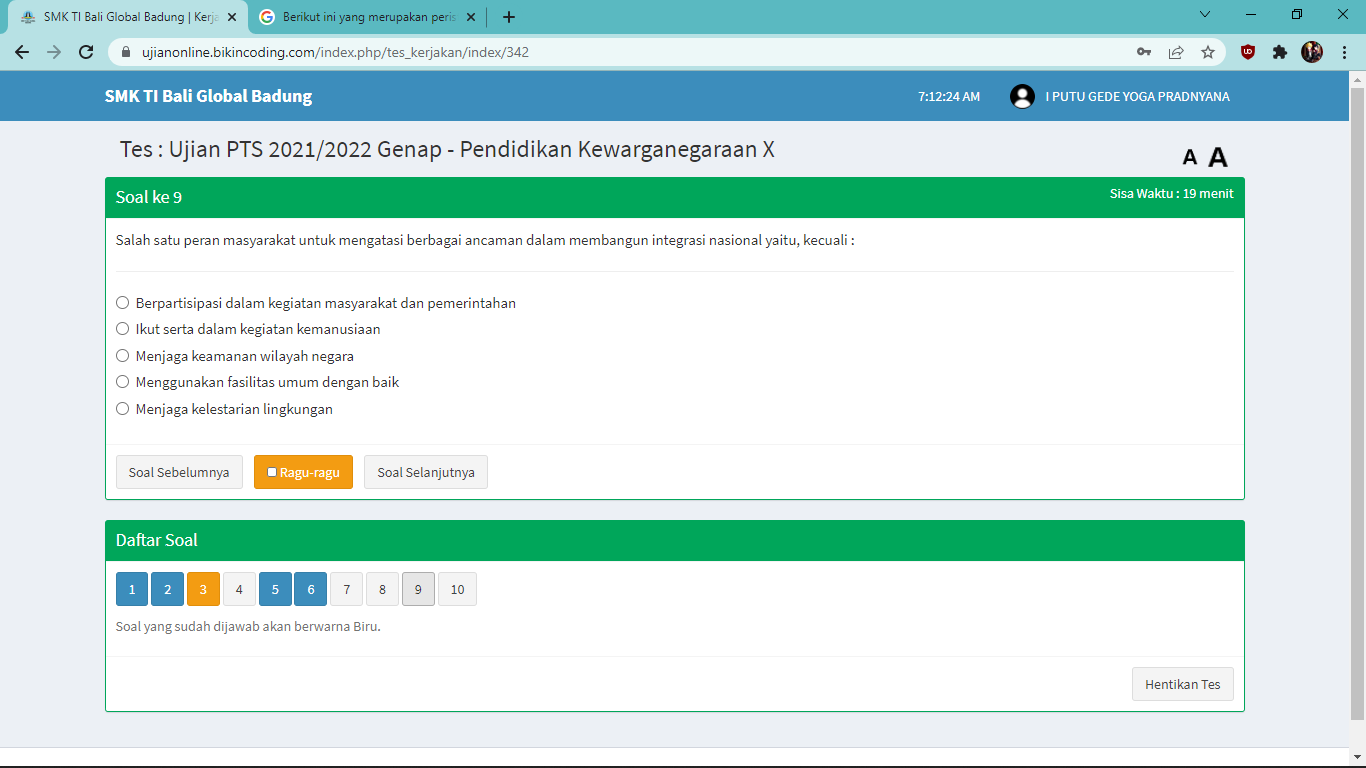 SMK TI Bali Global Badung | Kerja
Berikut ini yang merupakan peris
ujianonline.bikincoding.com/index.php/tes_kerjakan/index/342
SMK TI Bali Global Badung
7:12:24 AM
I PUTU GEDE YOGA PRADNYANA
Tes : Ujian PTS 2021/2022 Genap - Pendidikan Kewarganegaraan X
A A
Soal ke 9
Sisa Waktu : 19 menit
Salah satu peran masyarakat untuk mengatasi berbagai ancaman dalam membangun integrasi nasional yaitu, kecuali :
Berpartisipasi dalam kegiatan masyarakat dan pemerintahan
Ikut serta dalam kegiatan kemanusiaan
Menjaga keamanan wilayah negara
Menggunakan fasilitas umum dengan baik
Menjaga kelestarian lingkungan
Soal Sebelumnya
Ragu-ragu
Soal Selanjutnya
Daftar Soal
1 2 3 4 5 6 7 8 9 10
Soal yang sudah dijawab akan berwarna Biru.
Hentikan Tes